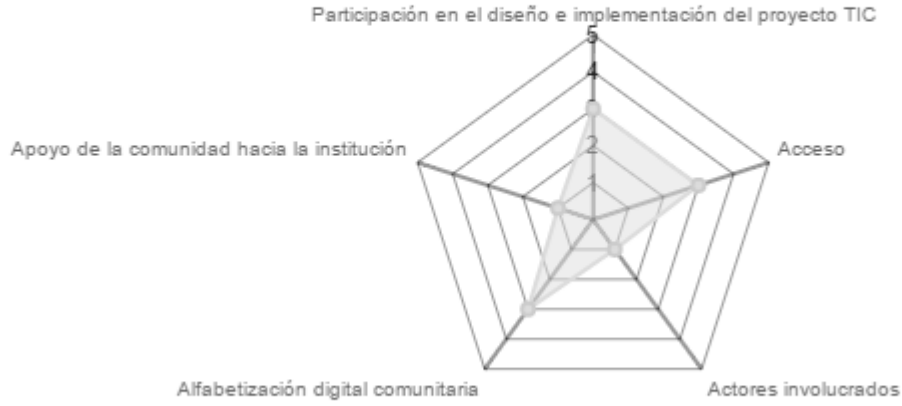 Participación en el diseño e implementación del proyecto TIC
5
4
2
1
Apoyo de la comunidad hacia la institución
Acceso
Alfabetización digital comunitaria
Actores involucrados